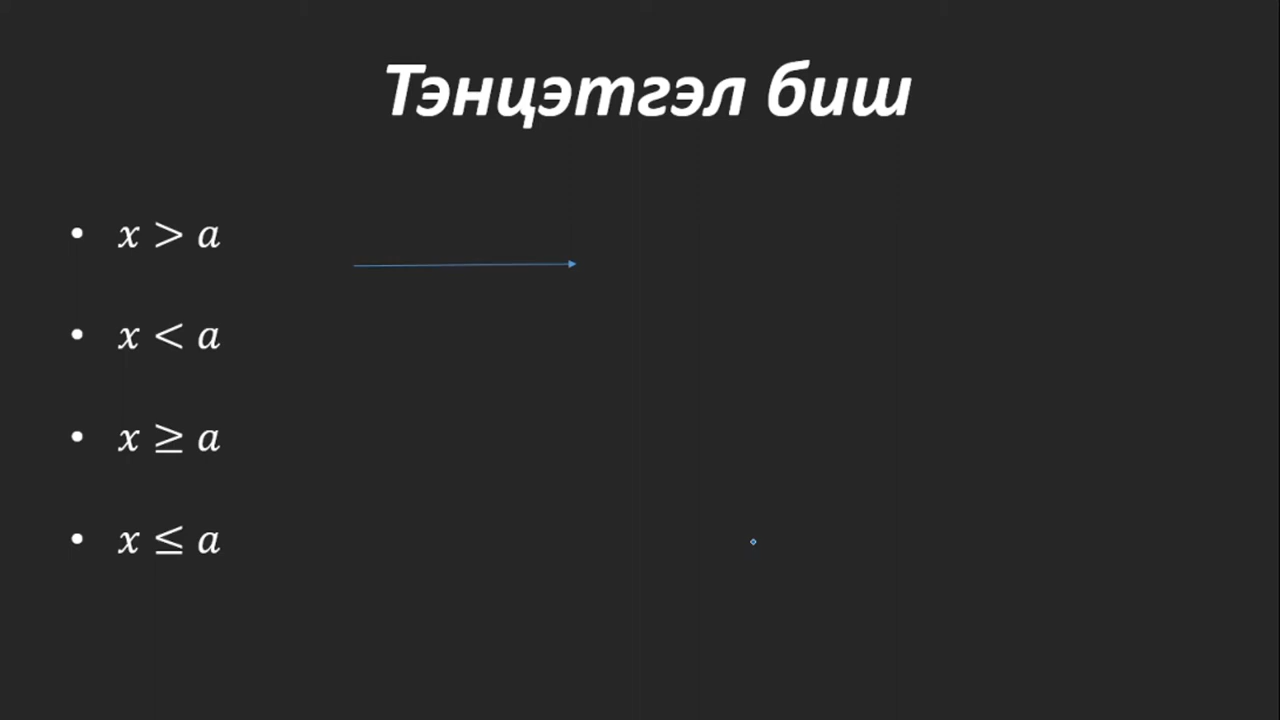 Тэнцэтгэл биш
• x > a
• x < a
• x ≥ a
• x ≤ a